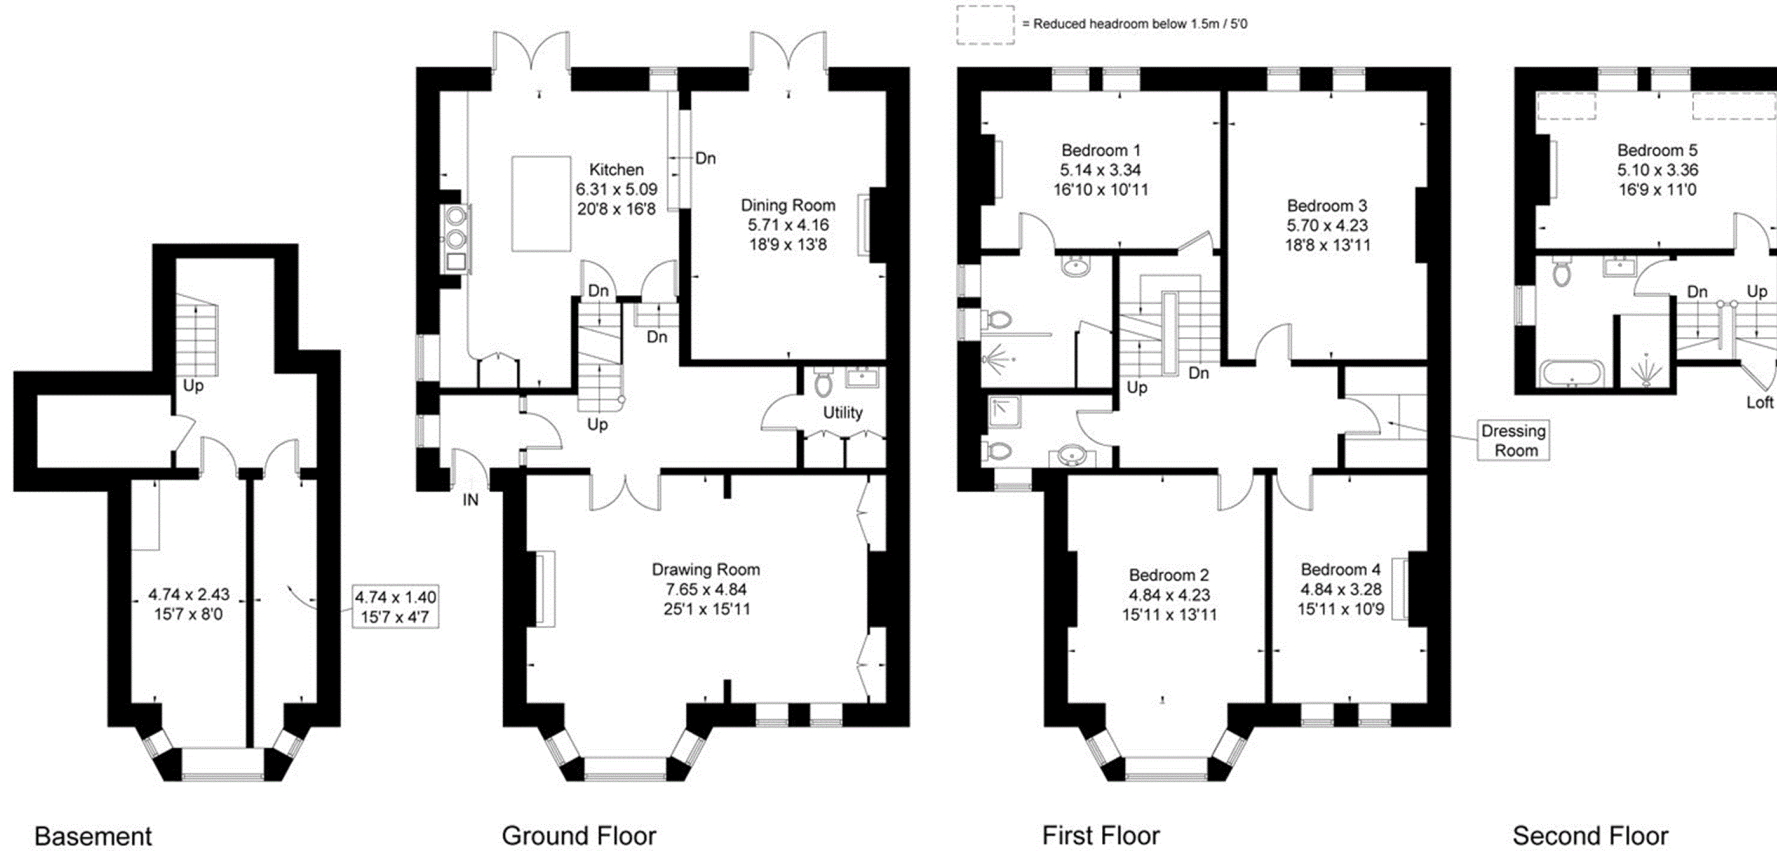 = Reduced headroom below 1.5m / 5'0
Up
4.74 x 2.43
15'7 x 8'0
4.74 x 1.40
15'7 x 4'7
Basement
Kitchen
6.31 x 5.09
20'8 x 16'8
Dn
Dining Room
5.71 x 4.16
18'9 x 13'8
Dn
Dn
Up
Utility
IN
Drawing Room
7.65 x 4.84
25'1 x 15'11
Ground Floor
Bedroom 1
5.14 x 3.34
16'10 x 10'11
Bedroom 3
5.70 x 4.23
18'8 x 13'11
Up
Dn
Dressing
Room
Bedroom 2
4.84 x 4.23
15'11 x 13'11
Bedroom 4
4.84 x 3.28
15'11 x 10'9
First Floor
Bedroom 5
5.10 x 3.36
16'9 x 11'0
Dn
Up
Loft
Second Floor